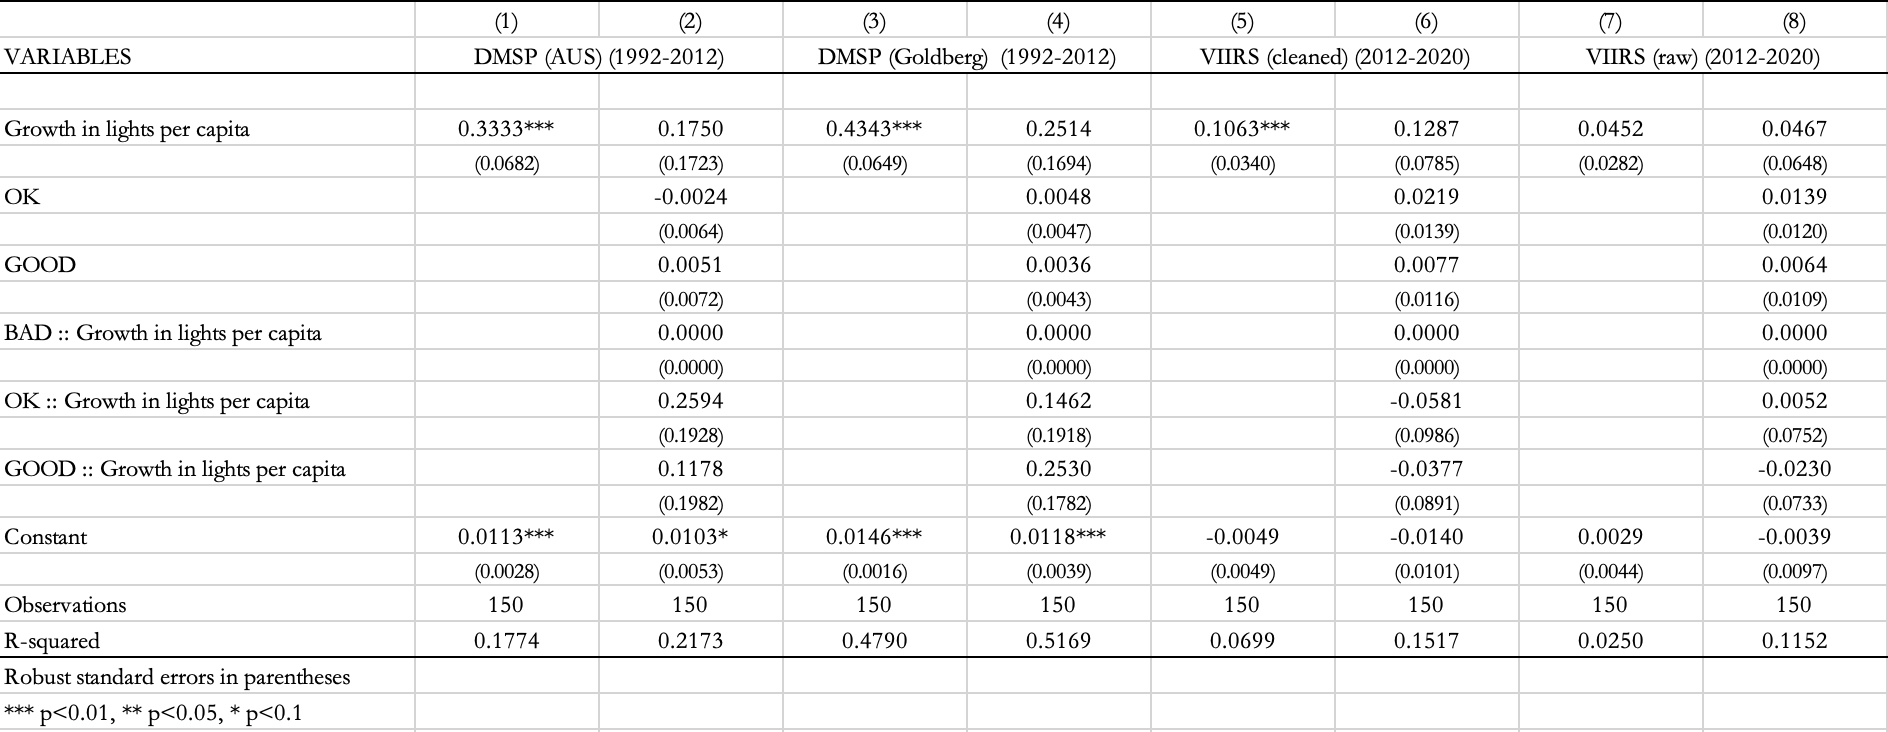 (1) (2) (3) (4) (5) (6) (7) (8)
VARIABLES DMSP (AUS) (1992-2012) DMSP (Goldberg) (1992-2012) VIIRS (cleaned) (2012-2020) VIIRS (raw) (2012-2020)
Growth in lights per capita 0.3333*** 0.1750 0.4343*** 0.2514 0.1063*** 0.1287 0.0452 0.0467
(0.0682) (0.1723) (0.0649) (0.1694) (0.0340) (0.0785) (0.0282) (0.0648)
OK -0.0024 0.0048 0.0219 0.0139
(0.0064) (0.0047) (0.0139) (0.0120)
GOOD 0.0051 0.0036 0.0077 0.0064
(0.0072) (0.0043) (0.0116) (0.0109)
BAD :: Growth in lights per capita 0.0000 0.0000 0.0000 0.0000
(0.0000) (0.0000) (0.0000) (0.0000)
OK :: Growth in lights per capita 0.2594 0.1462 -0.0581 0.0052
(0.1928) (0.1918) (0.0986) (0.0752)
GOOD :: Growth in lights per capita 0.1178 0.2530 -0.0377 -0.0230
(0.1982) (0.1782) (0.0891) (0.0733)
Constant 0.0113*** 0.0103* 0.0146*** 0.0118*** -0.0049 -0.0140 0.0029 -0.0039
(0.0028) (0.0053) (0.0016) (0.0039) (0.0049) (0.0101) (0.0044) (0.0097)
Observations 150 150 150 150 150 150 150 150
R-squared 0.1774 0.2173 0.4790 0.5169 0.0699 0.1517 0.0250 0.1152
Robust standard errors in parentheses
*** p<0.01, ** p<0.05, * p<0.1